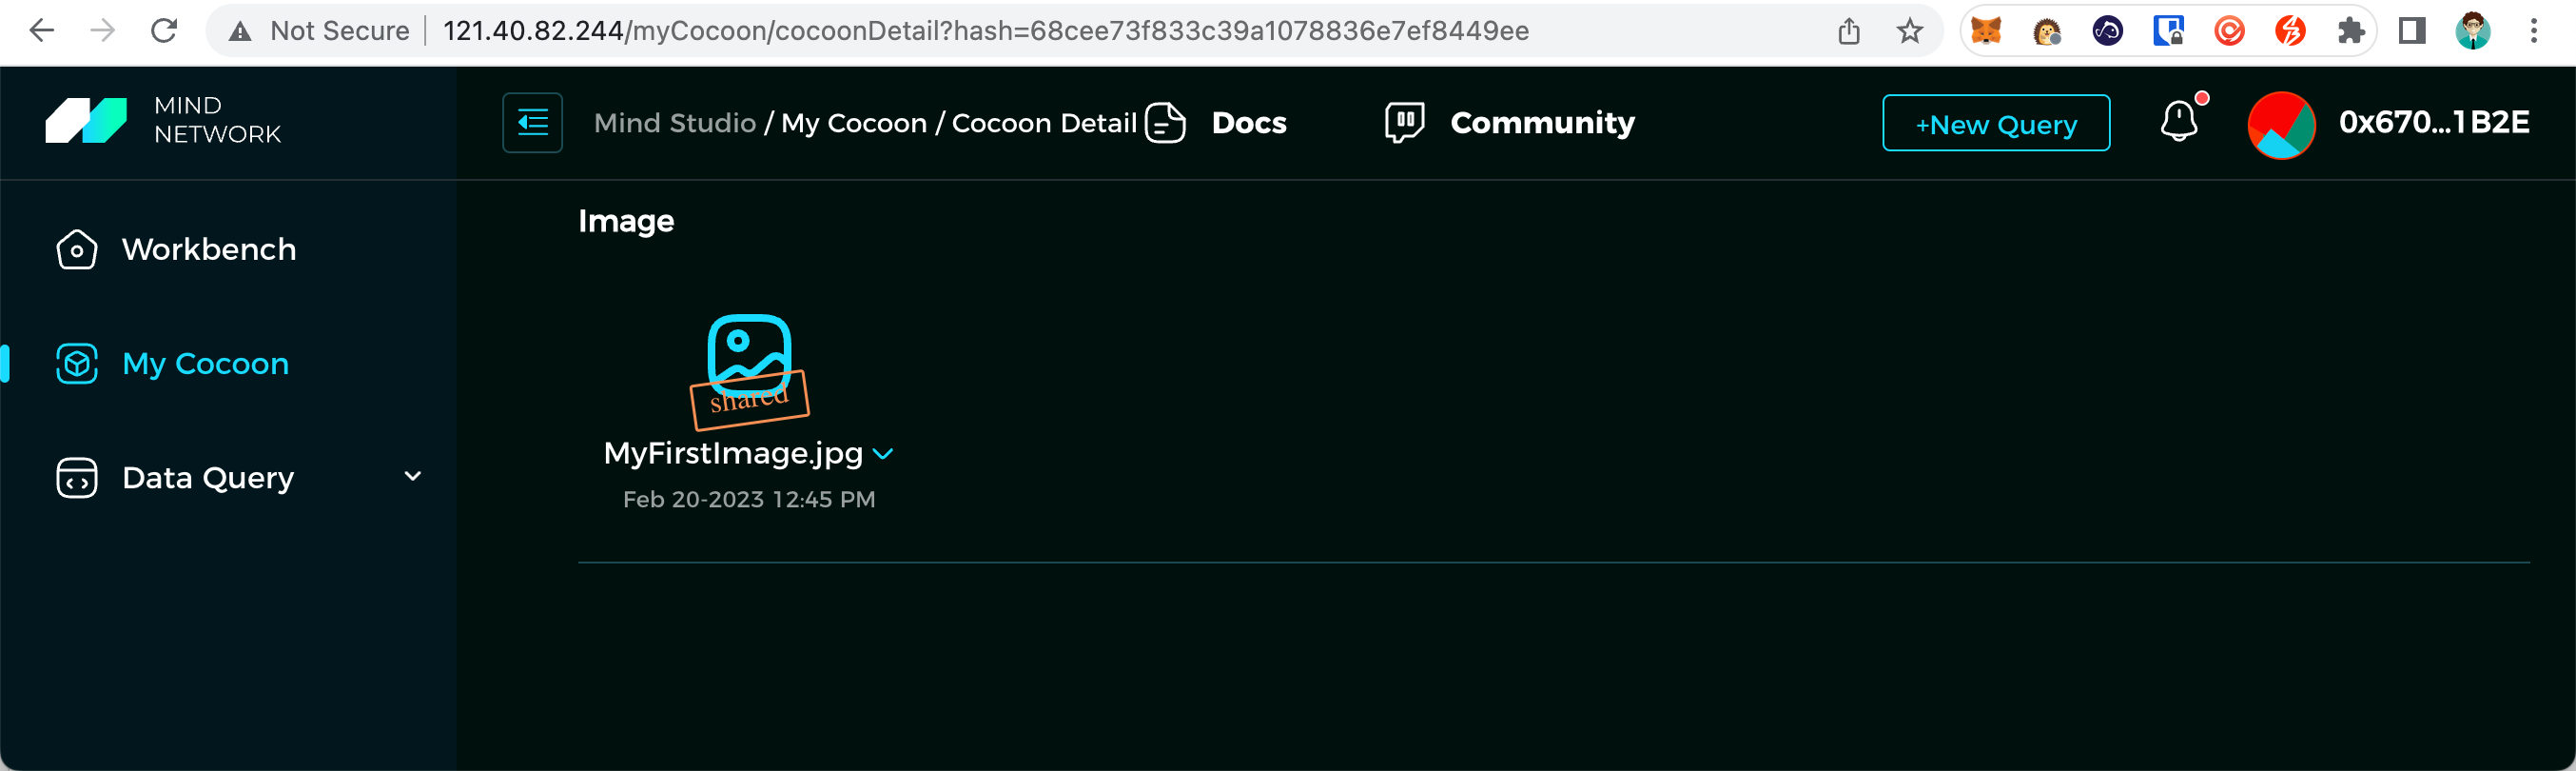 Not Secure | 121.40.82.244/myCocoon/cocoonDetail?hash=68cee73f833c39a1078836e7ef8449ee
MIND
NETWORK
Mind Studio / My Cocoon / Cocoon Detail
Docs
Community
+New Query
0x670...1B2E
Workbench
My Cocoon
Data Query
Image
shared
MyFirstImage.jpg
Feb 20-2023 12:45 PM